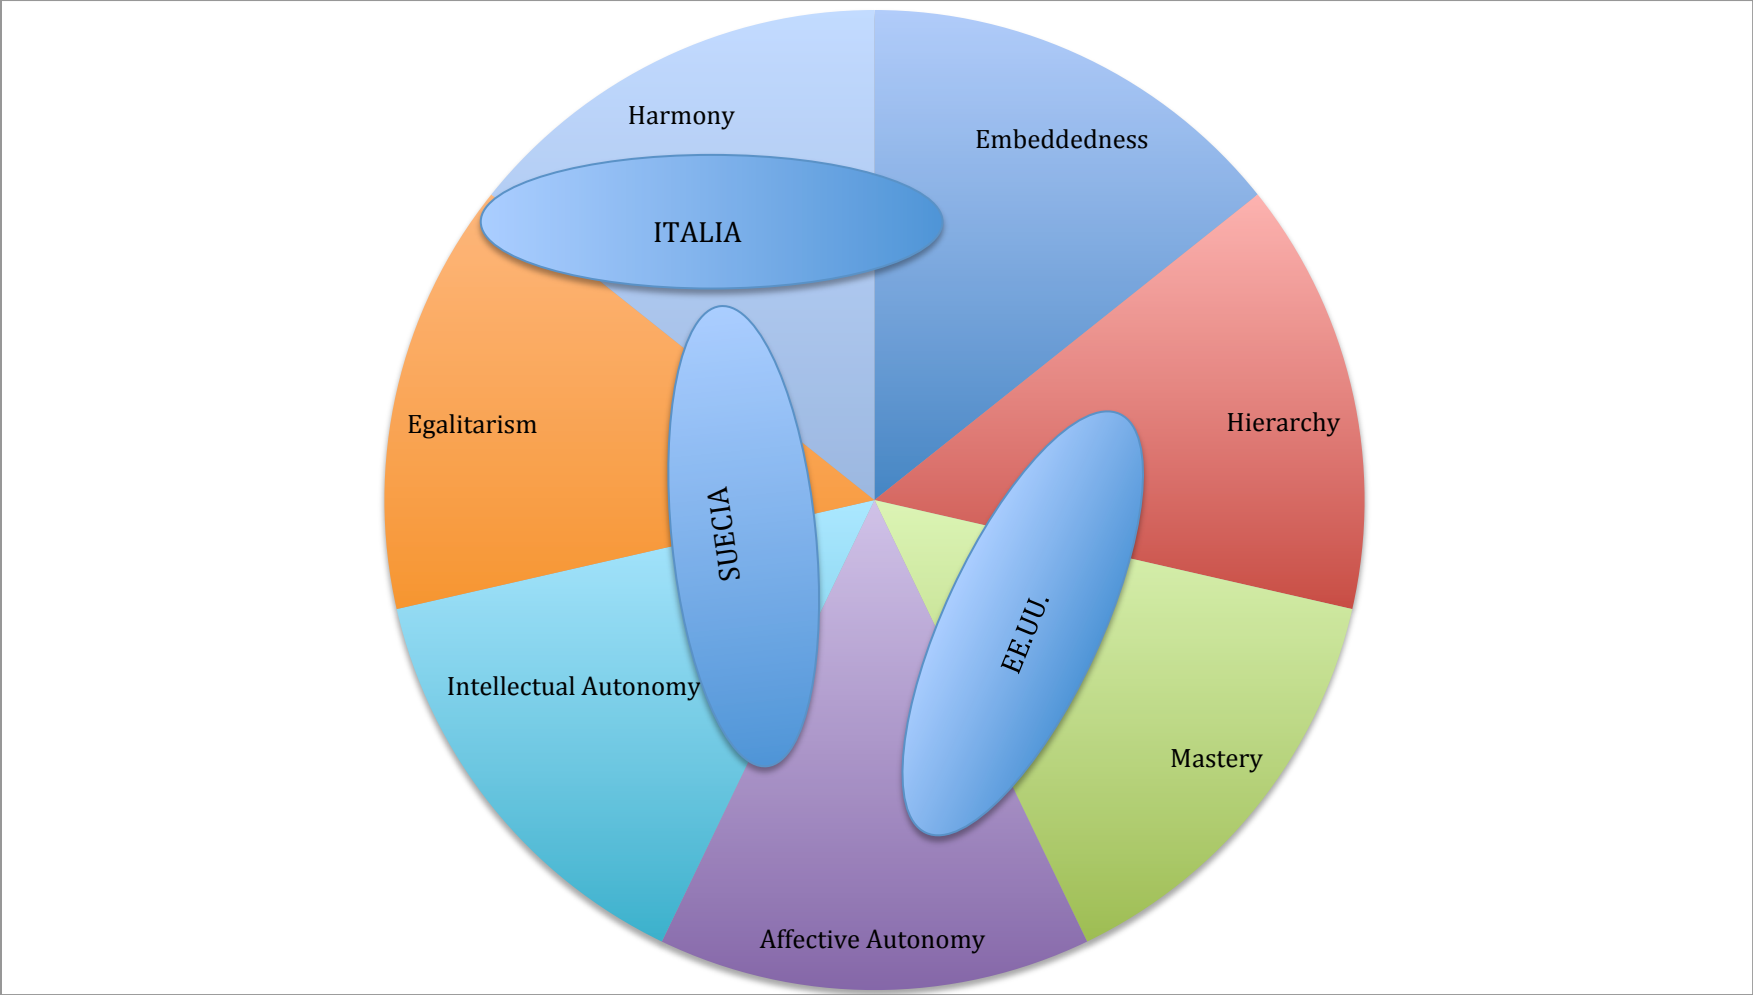 Harmony
Embeddedness
ITALIA
Egalitarism
Hierarchy
SUECIA
EE.UU.
Intellectual Autonomy
Mastery
Affective Autonomy